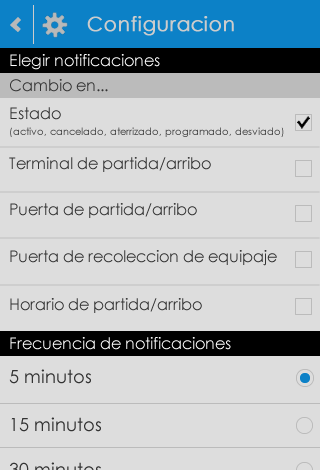 Configuracion
Elegir notificaciones
Cambio en...
Estado
(activo, cancelado, aterrizado, programado, desviado)
Terminal de partida/arribo
Puerta de partida/arribo
Puerta de recoleccion de equipaje
Horario de partida/arribo
Frecuencia de notificaciones
5 minutos
15 minutos
30 minutos